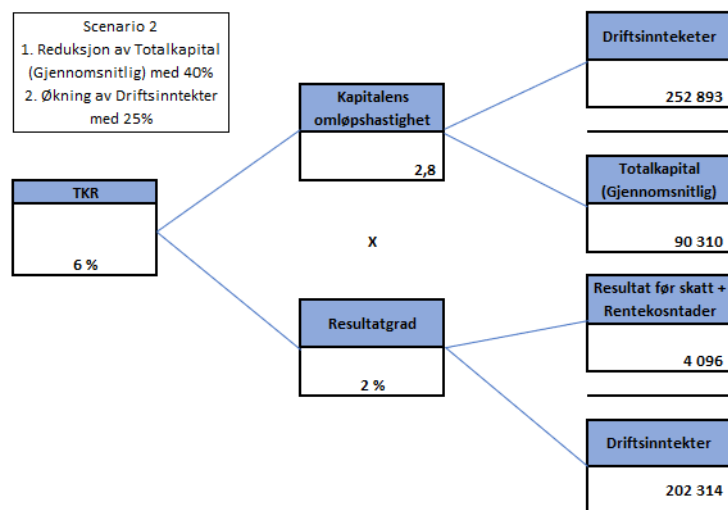 Scenario 2
1. Reduksjon av Totalkapital
(Gjennomsnitlig) med 40%
2. Økning av Driftsinntekter
med 25%
TKR
6 %
Kapitalens
omløpshastighet
2,8
X
Resultatgrad
2 %
Driftsinnteketer
252 893
Totalkapital
(Gjennomsnitlig)
90 310
Resultat før skatt +
Rentekosntader
4 096
Driftsinntekter
202 314